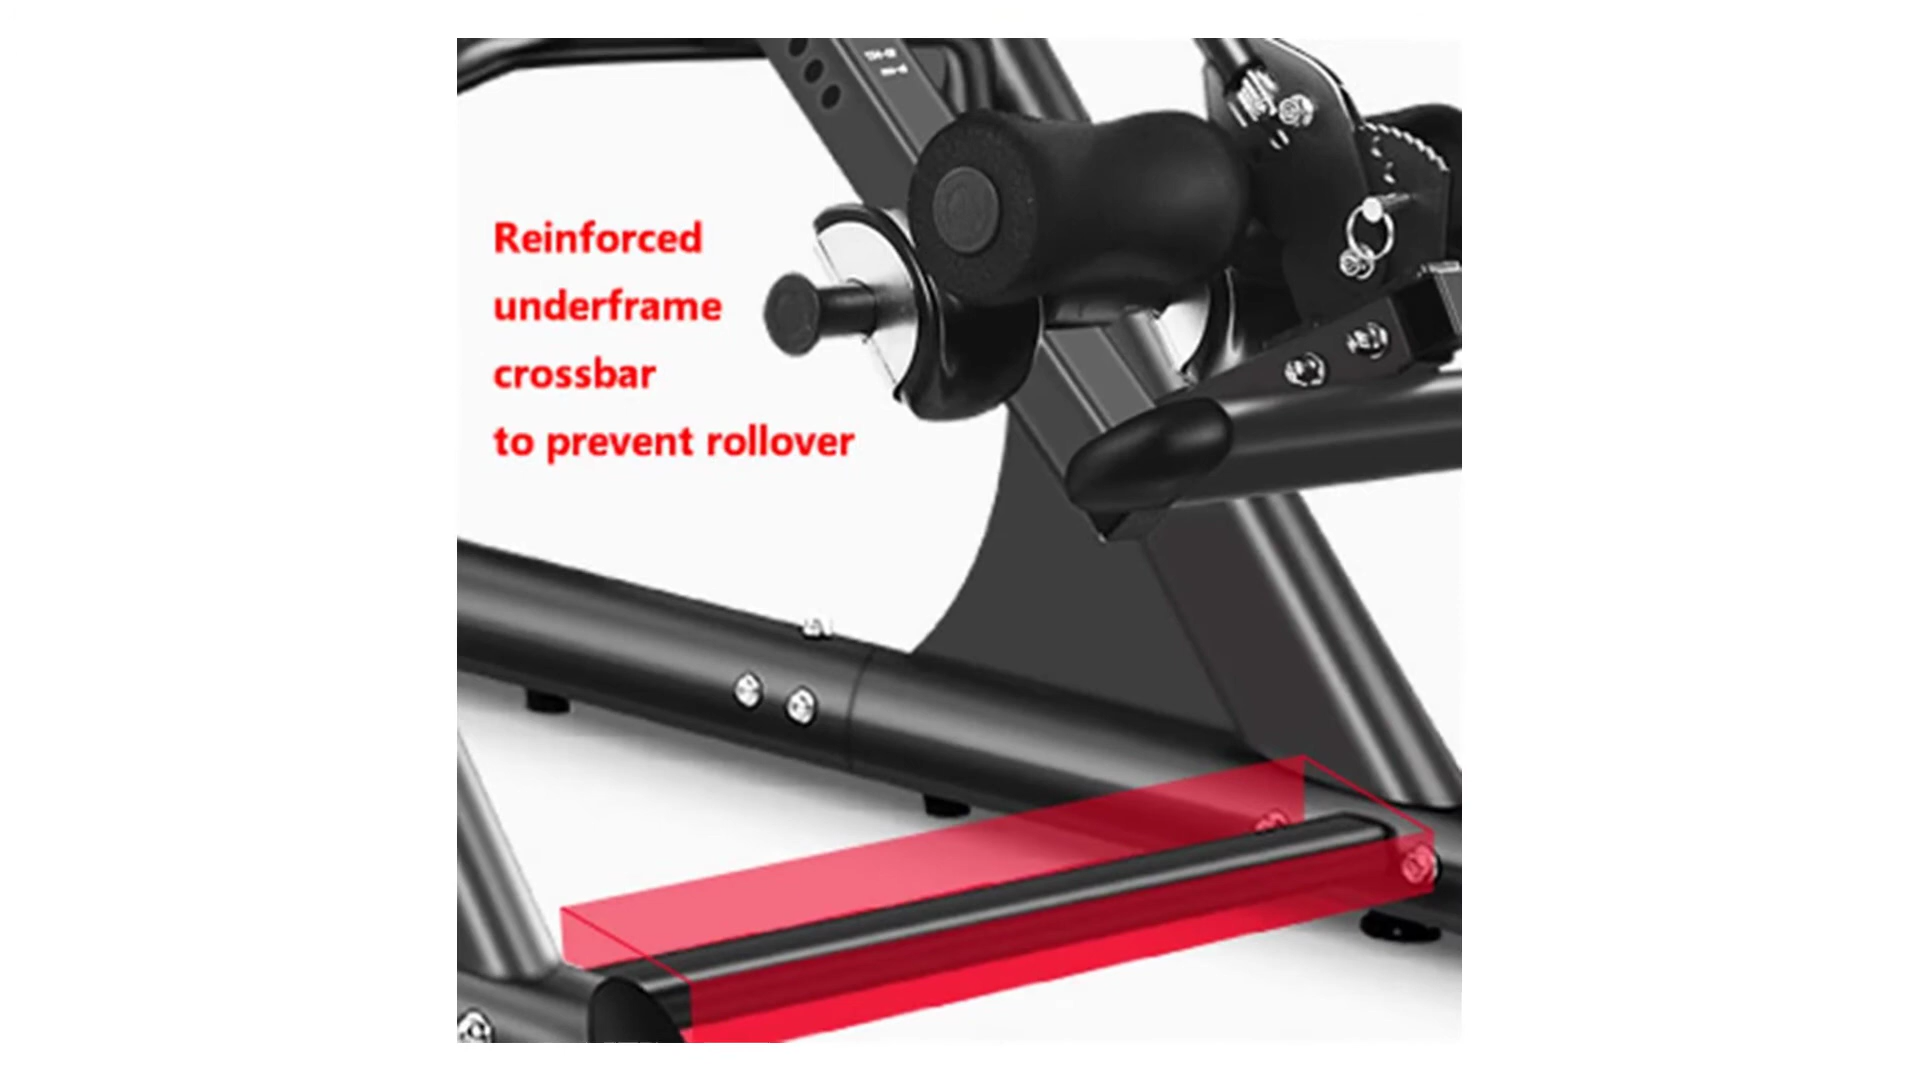 Reinforced
underframe
crossbar
to prevent rollover